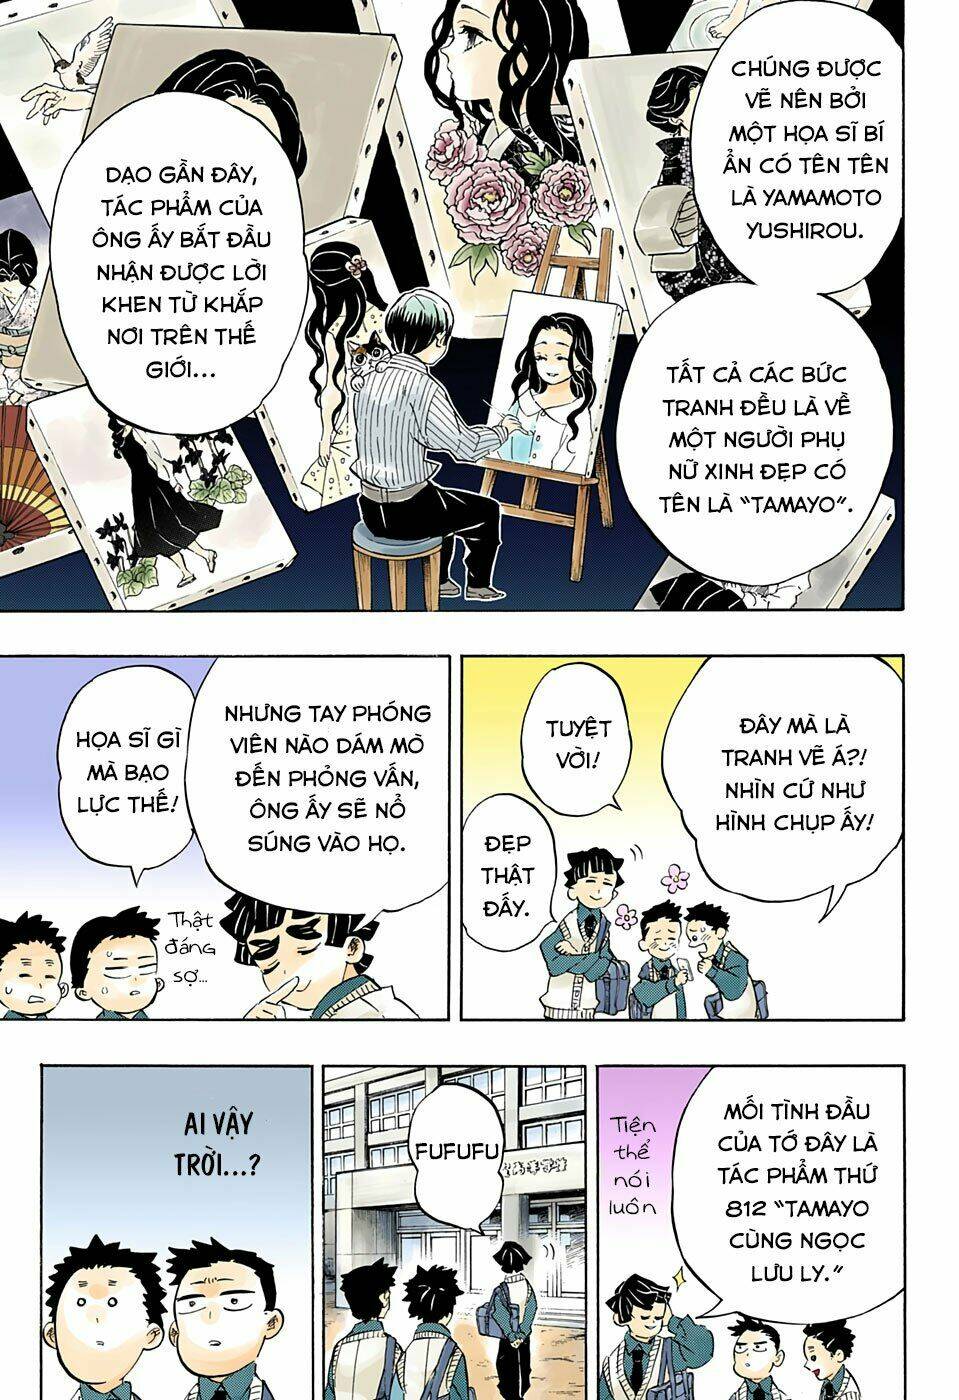 CHÚNG ĐƯỢC
VẼ NÊN BỞI
MỘT HỌA SĨ BÍ
ẨN CÓ TÊN TÊN
LÀ YAMAMOTO
YUSHIROU.
TẤT CẢ CÁC BỨC
TRANH ĐỀU LÀ VỀ
MỘT NGƯỜI PHỤ
NỮ XINH ĐẸP CÓ
TÊN LÀ "TAMAYO".
DẠO GẦN ĐÂY,
TÁC PHẨM CỦA
ÔNG ẤY BẮT ĐẦU
NHẬN ĐƯỢC LỜI
KHEN TỪ KHẮP
NƠI TRÊN THẾ
GIỚI...
ĐÂY MÀ LÀ
TRANH VẼ Á?!
NHÌN CỨ NHƯ
HÌNH CHỤP ẤY!
TUYỆT
VỜI!
ĐẸP
THẬT
ĐẤY.
NHƯNG TAY PHÓNG
VIÊN NÀO DÁM MÒ
ĐẾN PHỎNG VẤN,
ÔNG ẤY SẼ NỔ
SÚNG VÀO HỌ.
HỌA SĨ GÌ
MÀ BẠO
LỰC THẾ!
Thật
đáng
sợ...
MỐI TÌNH ĐẦU
CỦA TỚ ĐÂY LÀ
TÁC PHẨM THỨ
812 "TAMAYO
CÙNG NGỌC
LƯU LY."
Tiện
thể
nói
luôn
FUFUFU
AI VẬY
TRỜI...?